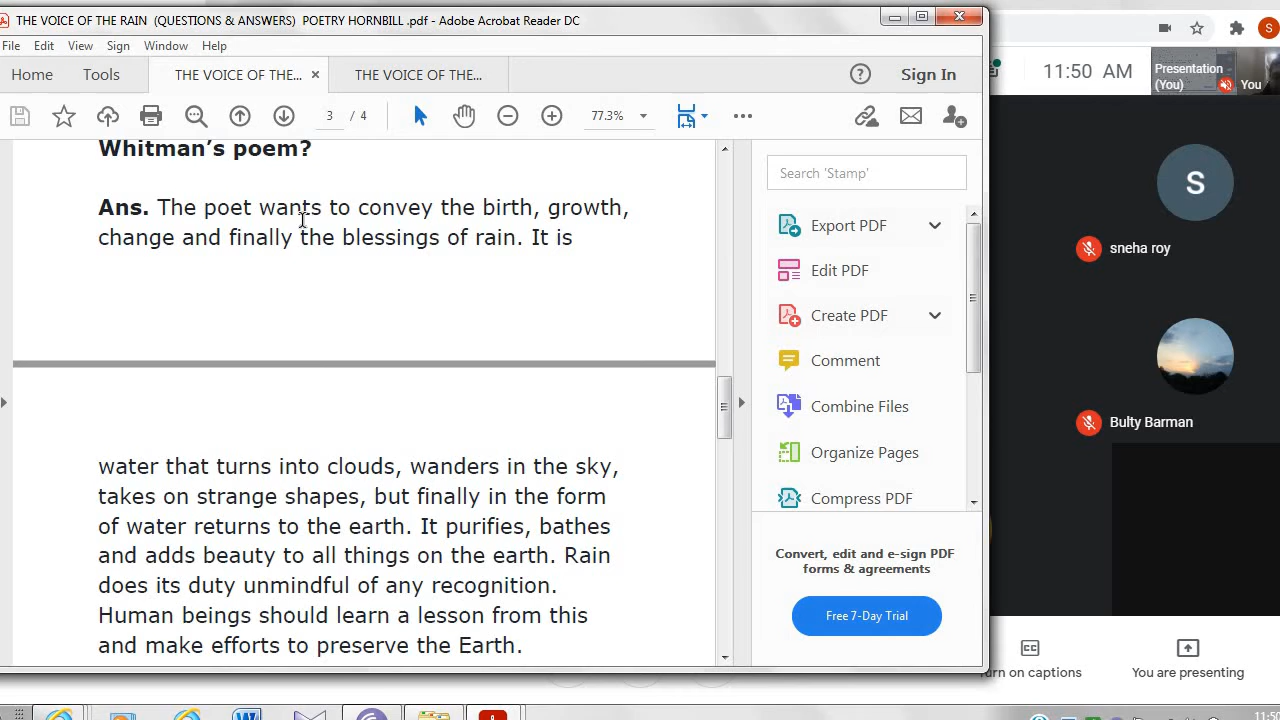 THE VOICE OF THE RAIN (QUESTIONS & ANSWERS) POETRY HORNBILL .pdf - Adobe Acrobat Reader DC
File Edit View Sign Window Help
Home Tools THE VOICE OF THE... × THE VOICE OF THE... ? Sign In
3 / 4 77.3%
Whitman's poem?
Ans. The poet wants to convey the birth, growth,
change and finally the blessings of rain. It is
water that turns into clouds, wanders in the sky,
takes on strange shapes, but finally in the form
of water returns to the earth. It purifies, bathes
and adds beauty to all things on the earth. Rain
does its duty unmindful of any recognition.
Human beings should learn a lesson from this
and make efforts to preserve the Earth.
Search 'Stamp'
Export PDF
Edit PDF
Create PDF
Comment
Combine Files
Organize Pages
Compress PDF
Convert, edit and e-sign PDF
forms & agreements
Free 7-Day Trial
S
11:50 AM
Presentation
(You)
You
S
sneha roy
Bulty Barman
CC
Turn on captions
You are presenting
W
11:50